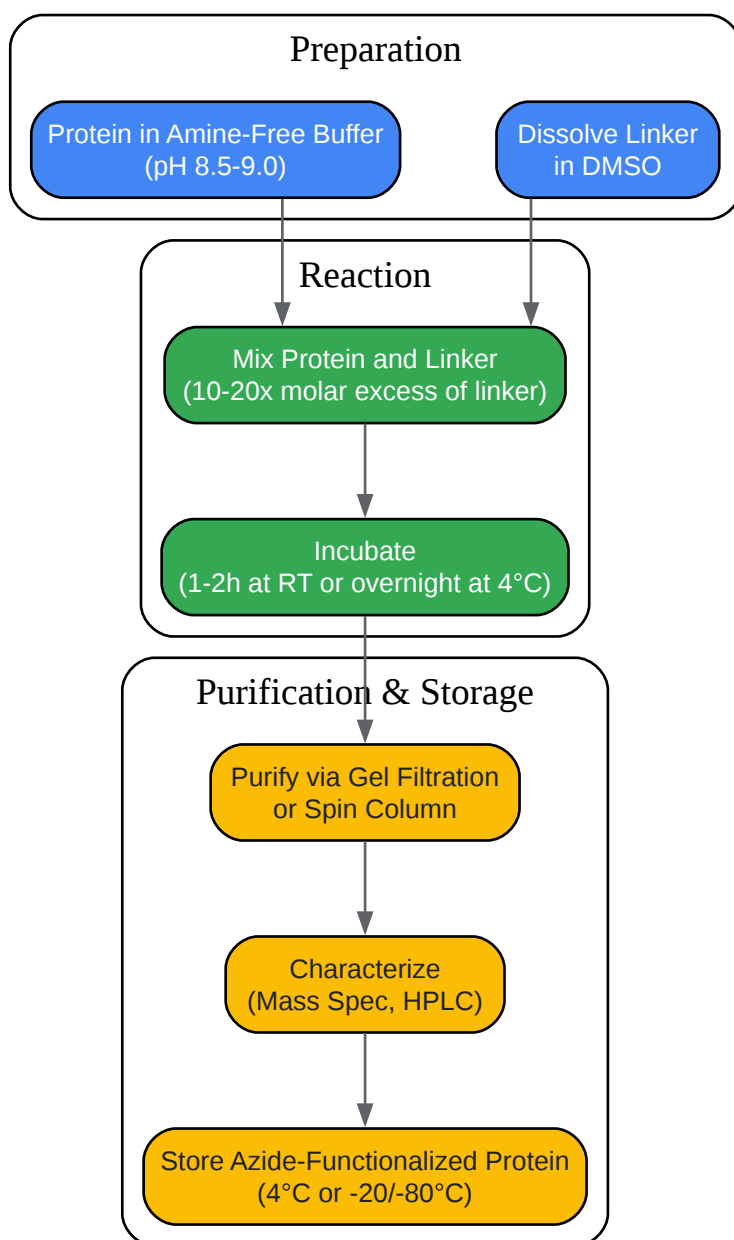 Preparation
Protein in Amine-Free Buffer
(pH 8.5-9.0)
Dissolve Linker
in DMSO
Reaction
Mix Protein and Linker
(10-20x molar excess of linker)
Incubate
(1-2h at RT or overnight at 4°C)
Purification & Storage
Purify via Gel Filtration
or Spin Column
Characterize
(Mass Spec, HPLC)
Store Azide-Functionalized Protein
(4°C or -20/-80°C)